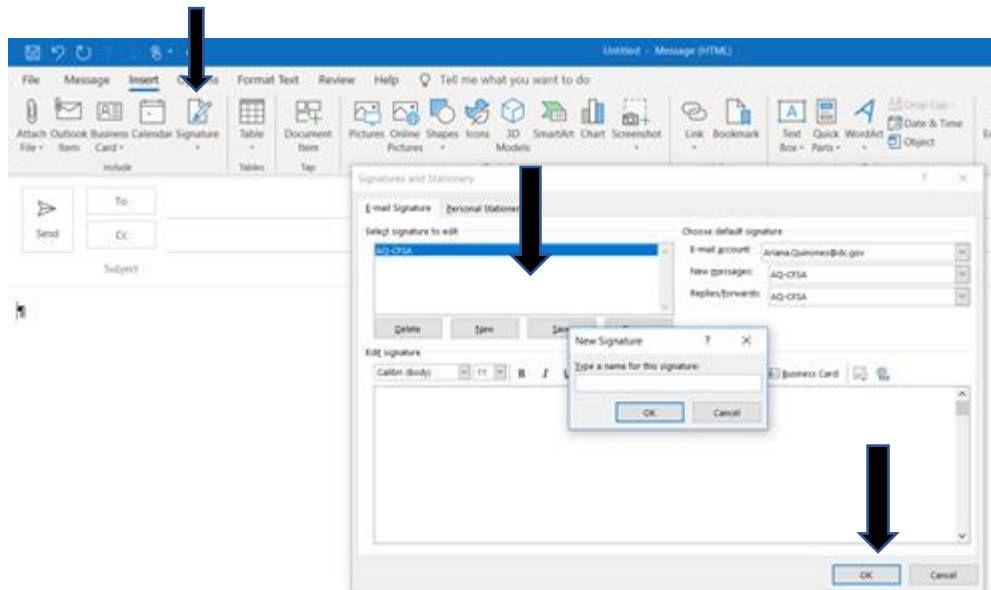 Untitled - Message (HTML)
File Message Insert Format Text Review Help Tell me what you want to do
Attach File Outlook Item Business Card Calendar Signature Table Document Item Pictures Online Pictures Shapes Icons 3D Models SmartArt Chart Screenshot Link Bookmark Text Box Quick Parts WordArt Drop Cap Date & Time Object
Include Tables Tap
Signatures and Stationery ? ×
Send To
Cc
Subject
E-mail Signature Personal
Select signature to edit
AQ-CFSA
Choose default signature
E-mail account: Ariana.Quinones@dc.gov
New messages: AQ-CFSA
Replies/forwards: AQ-CFSA
Delete New
Edit signature
Calibri (Body) 11 B I Business Card
New Signature ? ×
Type a name for this signature:
OK Cancel
OK Cancel